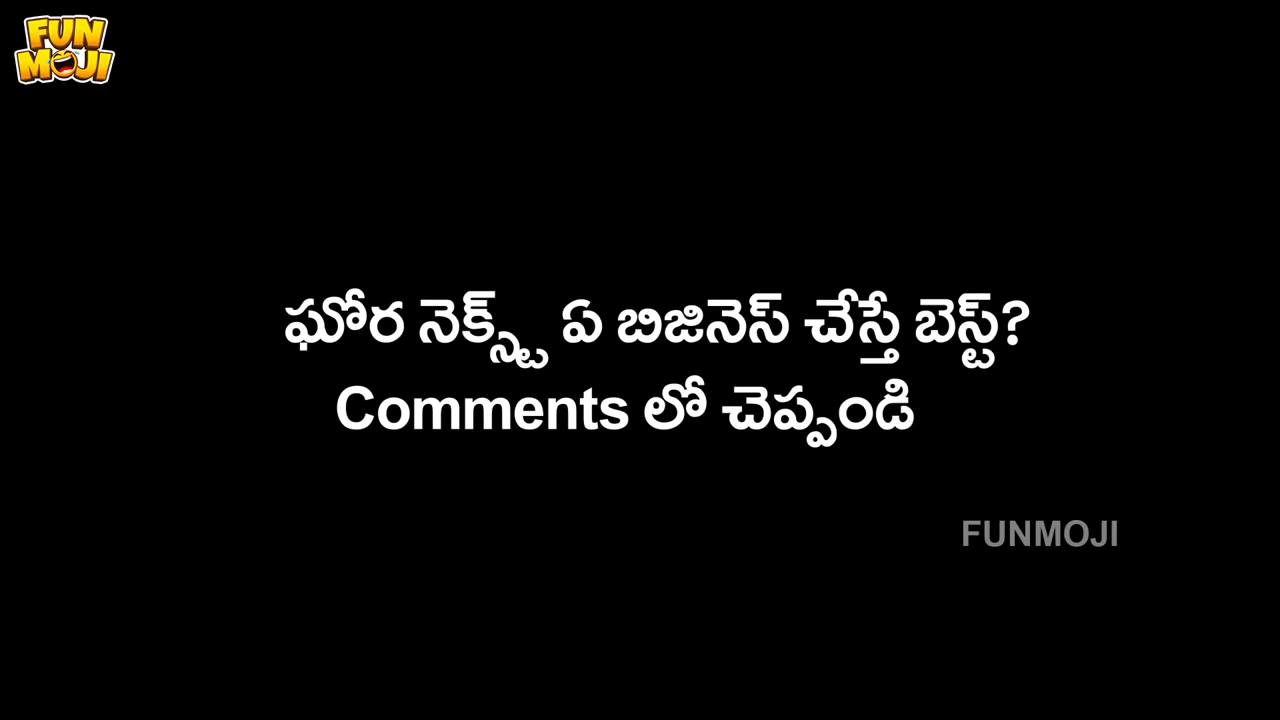 FUN
MOJI
ఘోర నెక్స్ట్ ఏ బిజినెస్ చేస్తే బెస్ట్?
Comments లో చెప్పండి
FUNMOJI